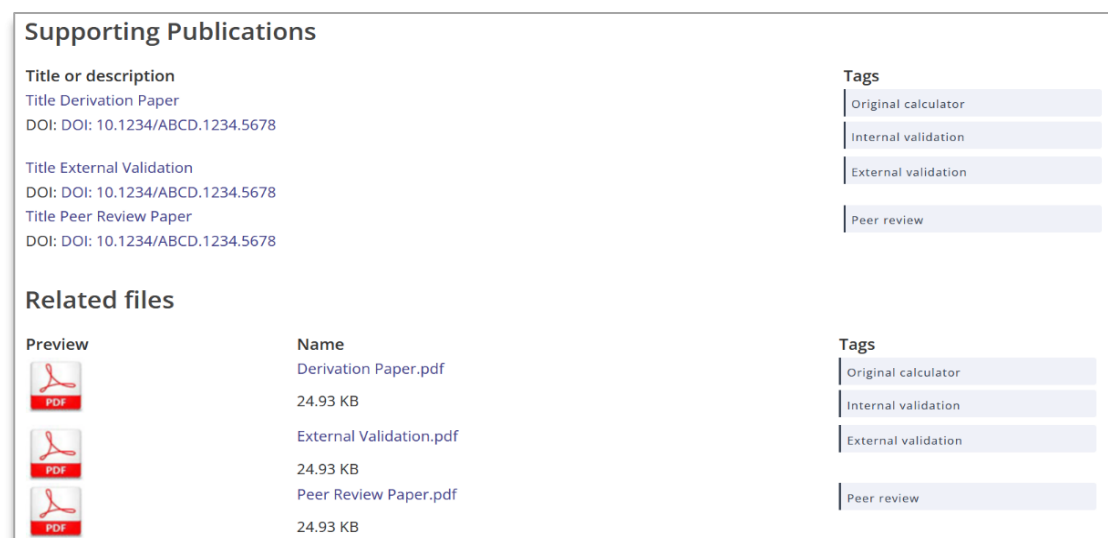 Supporting Publications
Title or description Tags
Title Derivation Paper Original calculator
DOI: DOI: 10.1234/ABCD.1234.5678
Internal validation
Title External Validation External validation
DOI: DOI: 10.1234/ABCD.1234.5678
Title Peer Review Paper Peer review
DOI: DOI: 10.1234/ABCD.1234.5678
Related files
Preview Name Tags
Derivation Paper.pdf Original calculator
PDF 24.93 KB Internal validation
External Validation.pdf External validation
PDF 24.93 KB
Peer Review Paper.pdf Peer review
PDF 24.93 KB